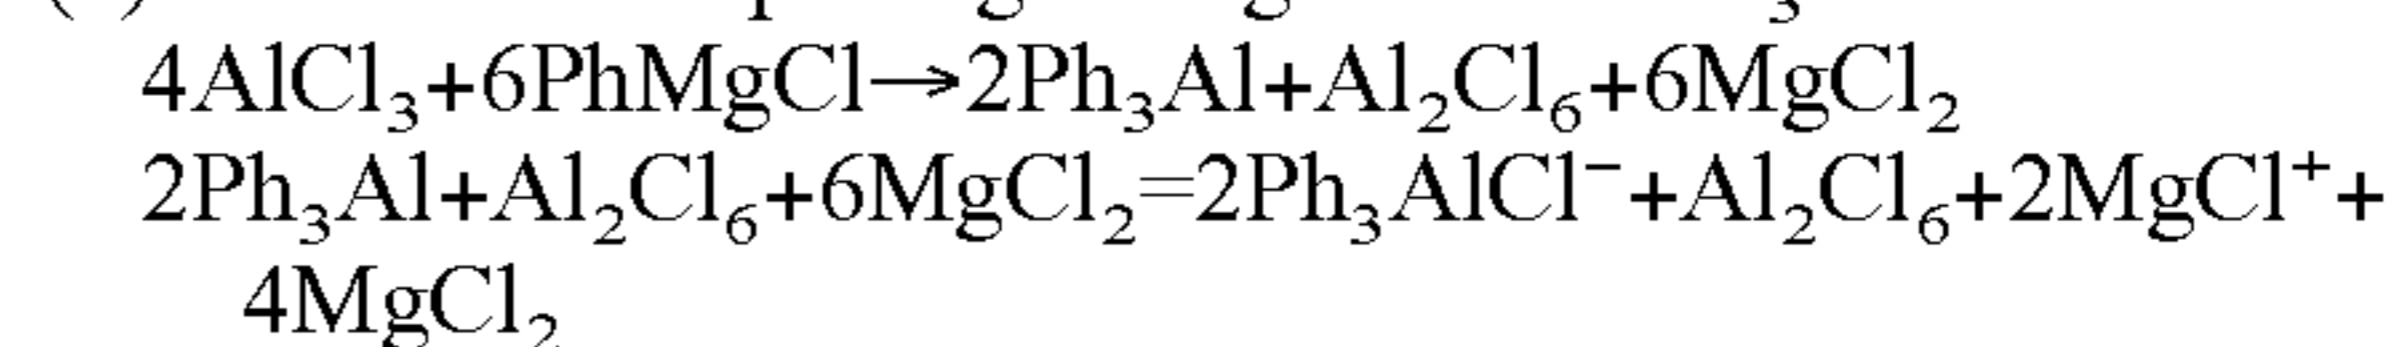 4AlCl₃+6PhMgCl→2Ph₃Al+Al₂Cl₆+6MgCl₂
2Ph₃Al+Al₂Cl₆+6MgCl₂=2Ph₃AlCl⁻+Al₂Cl₆+2MgCl⁺+
4MgCl₂